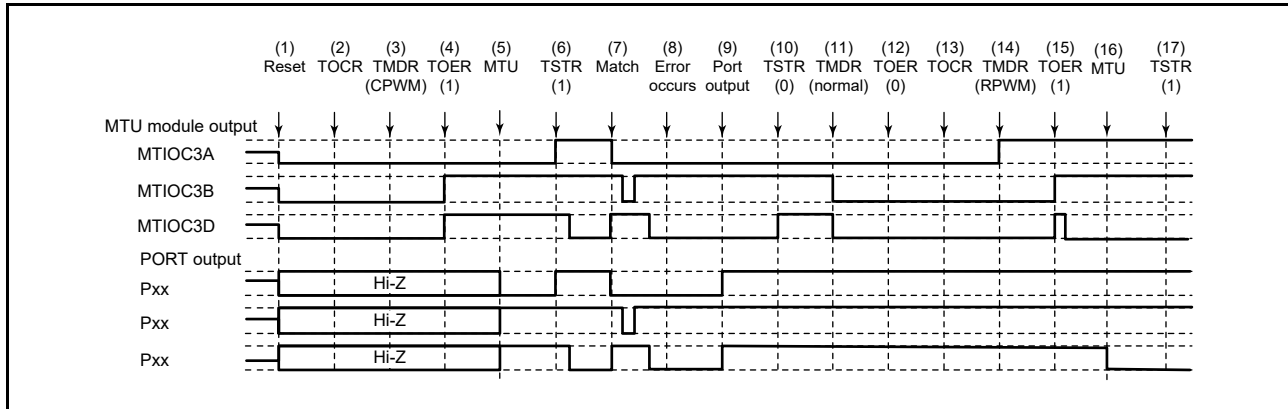 (1) (2) (3) (4) (5) (6) (7) (8) (9) (10) (11) (12) (13) (14) (15) (16) (17)
Reset TOCR TMDR TOER MTU TSTR Match Error Port TSTR TMDR TOER TOCR TMDR TOER MTU TSTR
(CPWM) (1) (1) occurs output (0) (normal) (0) (RPWM) (1) (1)
MTU module output
MTIOC3A
MTIOC3B
MTIOC3D
PORT output
Pxx Hi-Z
Pxx Hi-Z
Pxx Hi-Z